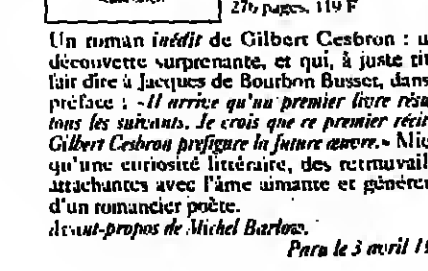 276 pages, 119 F
Un roman inédit de Gilbert Cesbron : u
découverte surprenante, et qui, à juste tit
fait dire à Jacques de Bourbon Busset, dans
préface : «Il arrive qu'un premier livre résu
tous les suivants. Je crois que ce premier récit
Gilbert Cesbron préfigure la future œuvre.» Mie
qu'une curiosité littéraire, des retrouvail
attachantes avec l'âme aimante et génére
d'un romancier poète.
Avant-propos de Michel Barlow.
Paru le 3 avril 19